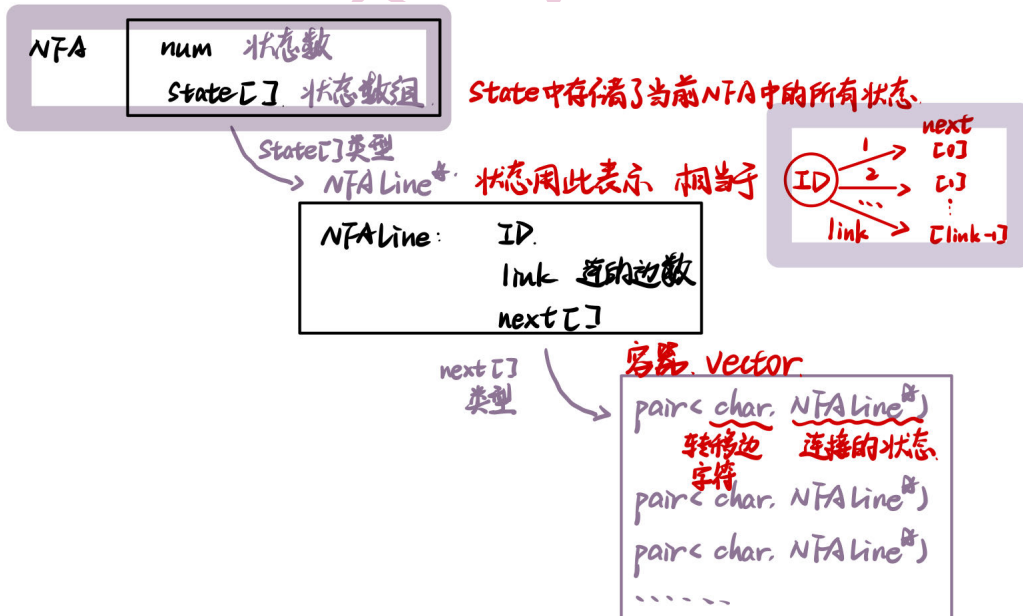 NFA num 状态数
State[] 状态数组
State中存储了当前NFA中的所有状态.
State[]类型
NFALine*. 状态用此表示 相当于
next
ID 1 [0]
2 [1]
... ⋮
link [link-1]
NFALine: ID.
link 连的边数
next[]
next[]
类型
容器. vector.
pair< char. NFALine*)
转移边 连接的状态.
字符
pair< char. NFALine*)
pair< char. NFALine*)
......